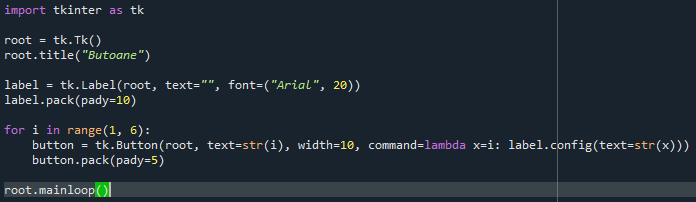 import tkinter as tk
root = tk.Tk()
root.title("Butoane")
label = tk.Label(root, text="", font=("Arial", 20))
label.pack(pady=10)
for i in range(1, 6):
    button = tk.Button(root, text=str(i), width=10, command=lambda x=i: label.config(text=str(x)))
    button.pack(pady=5)
root.mainloop()